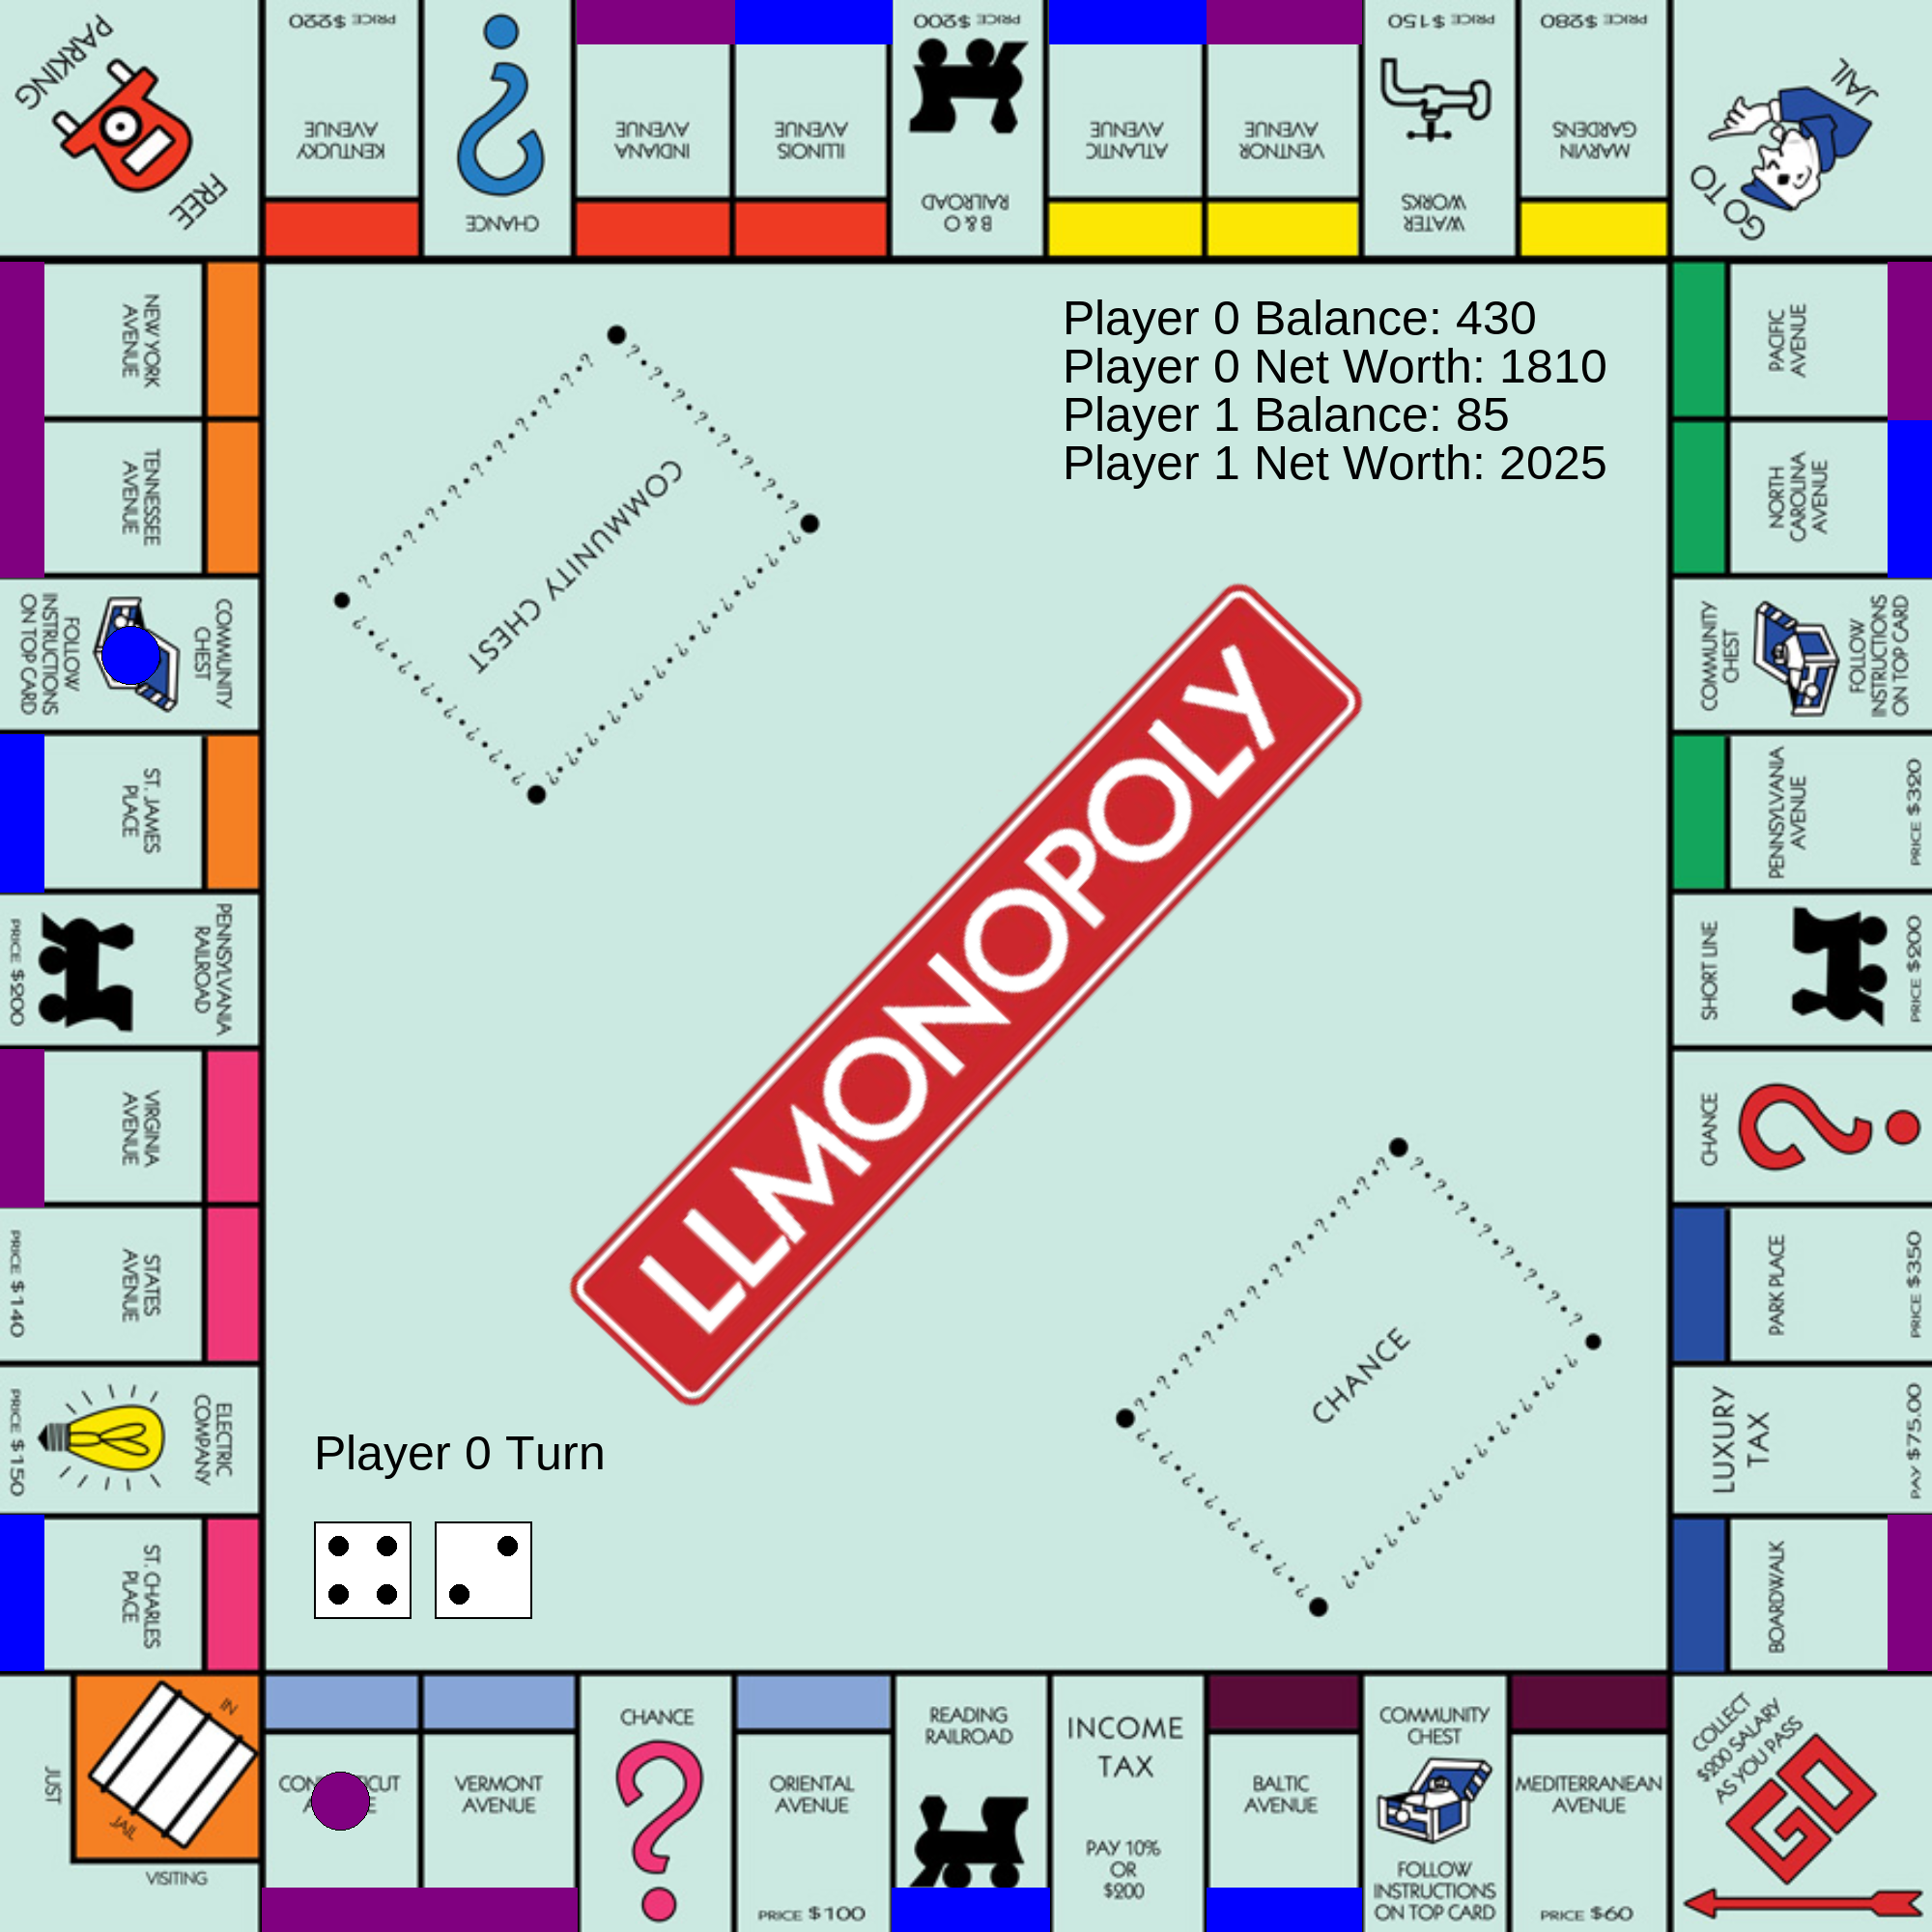 FREE
PARKING
PRICE $220
KENTUCKY
AVENUE
CHANCE
INDIANA
AVENUE
ILLINOIS
AVENUE
PRICE $200
B & O
RAILROAD
ATLANTIC
AVENUE
VENTNOR
AVENUE
PRICE $150
WATER
WORKS
PRICE $280
MARVIN
GARDENS
GO TO
JAIL
NEW YORK
AVENUE
TENNESSEE
AVENUE
COMMUNITY
CHEST
FOLLOW
INSTRUCTIONS
ON TOP CARD
ST. JAMES
PLACE
PENNSYLVANIA
RAILROAD
PRICE $200
VIRGINIA
AVENUE
STATES
AVENUE
PRICE $140
ELECTRIC
COMPANY
PRICE $150
ST. CHARLES
PLACE
Player 0 Balance: 430
Player 0 Net Worth: 1810
Player 1 Balance: 85
Player 1 Net Worth: 2025
COMMUNITY CHEST
LLMONOPOLY
CHANCE
Player 0 Turn
PACIFIC
AVENUE
NORTH
CAROLINA
AVENUE
COMMUNITY
CHEST
FOLLOW
INSTRUCTIONS
ON TOP CARD
PENNSYLVANIA
AVENUE
PRICE $320
SHORT LINE
PRICE $200
CHANCE
PARK PLACE
PRICE $350
LUXURY
TAX
PAY $75.00
BOARDWALK
JUST
VISITING
IN
JAIL
VERMONT
AVENUE
CHANCE
ORIENTAL
AVENUE
PRICE $100
READING
RAILROAD
INCOME
TAX
PAY 10%
OR
$200
BALTIC
AVENUE
COMMUNITY
CHEST
FOLLOW
INSTRUCTIONS
ON TOP CARD
MEDITERRANEAN
AVENUE
PRICE $60
COLLECT
$200 SALARY
AS YOU PASS
GO